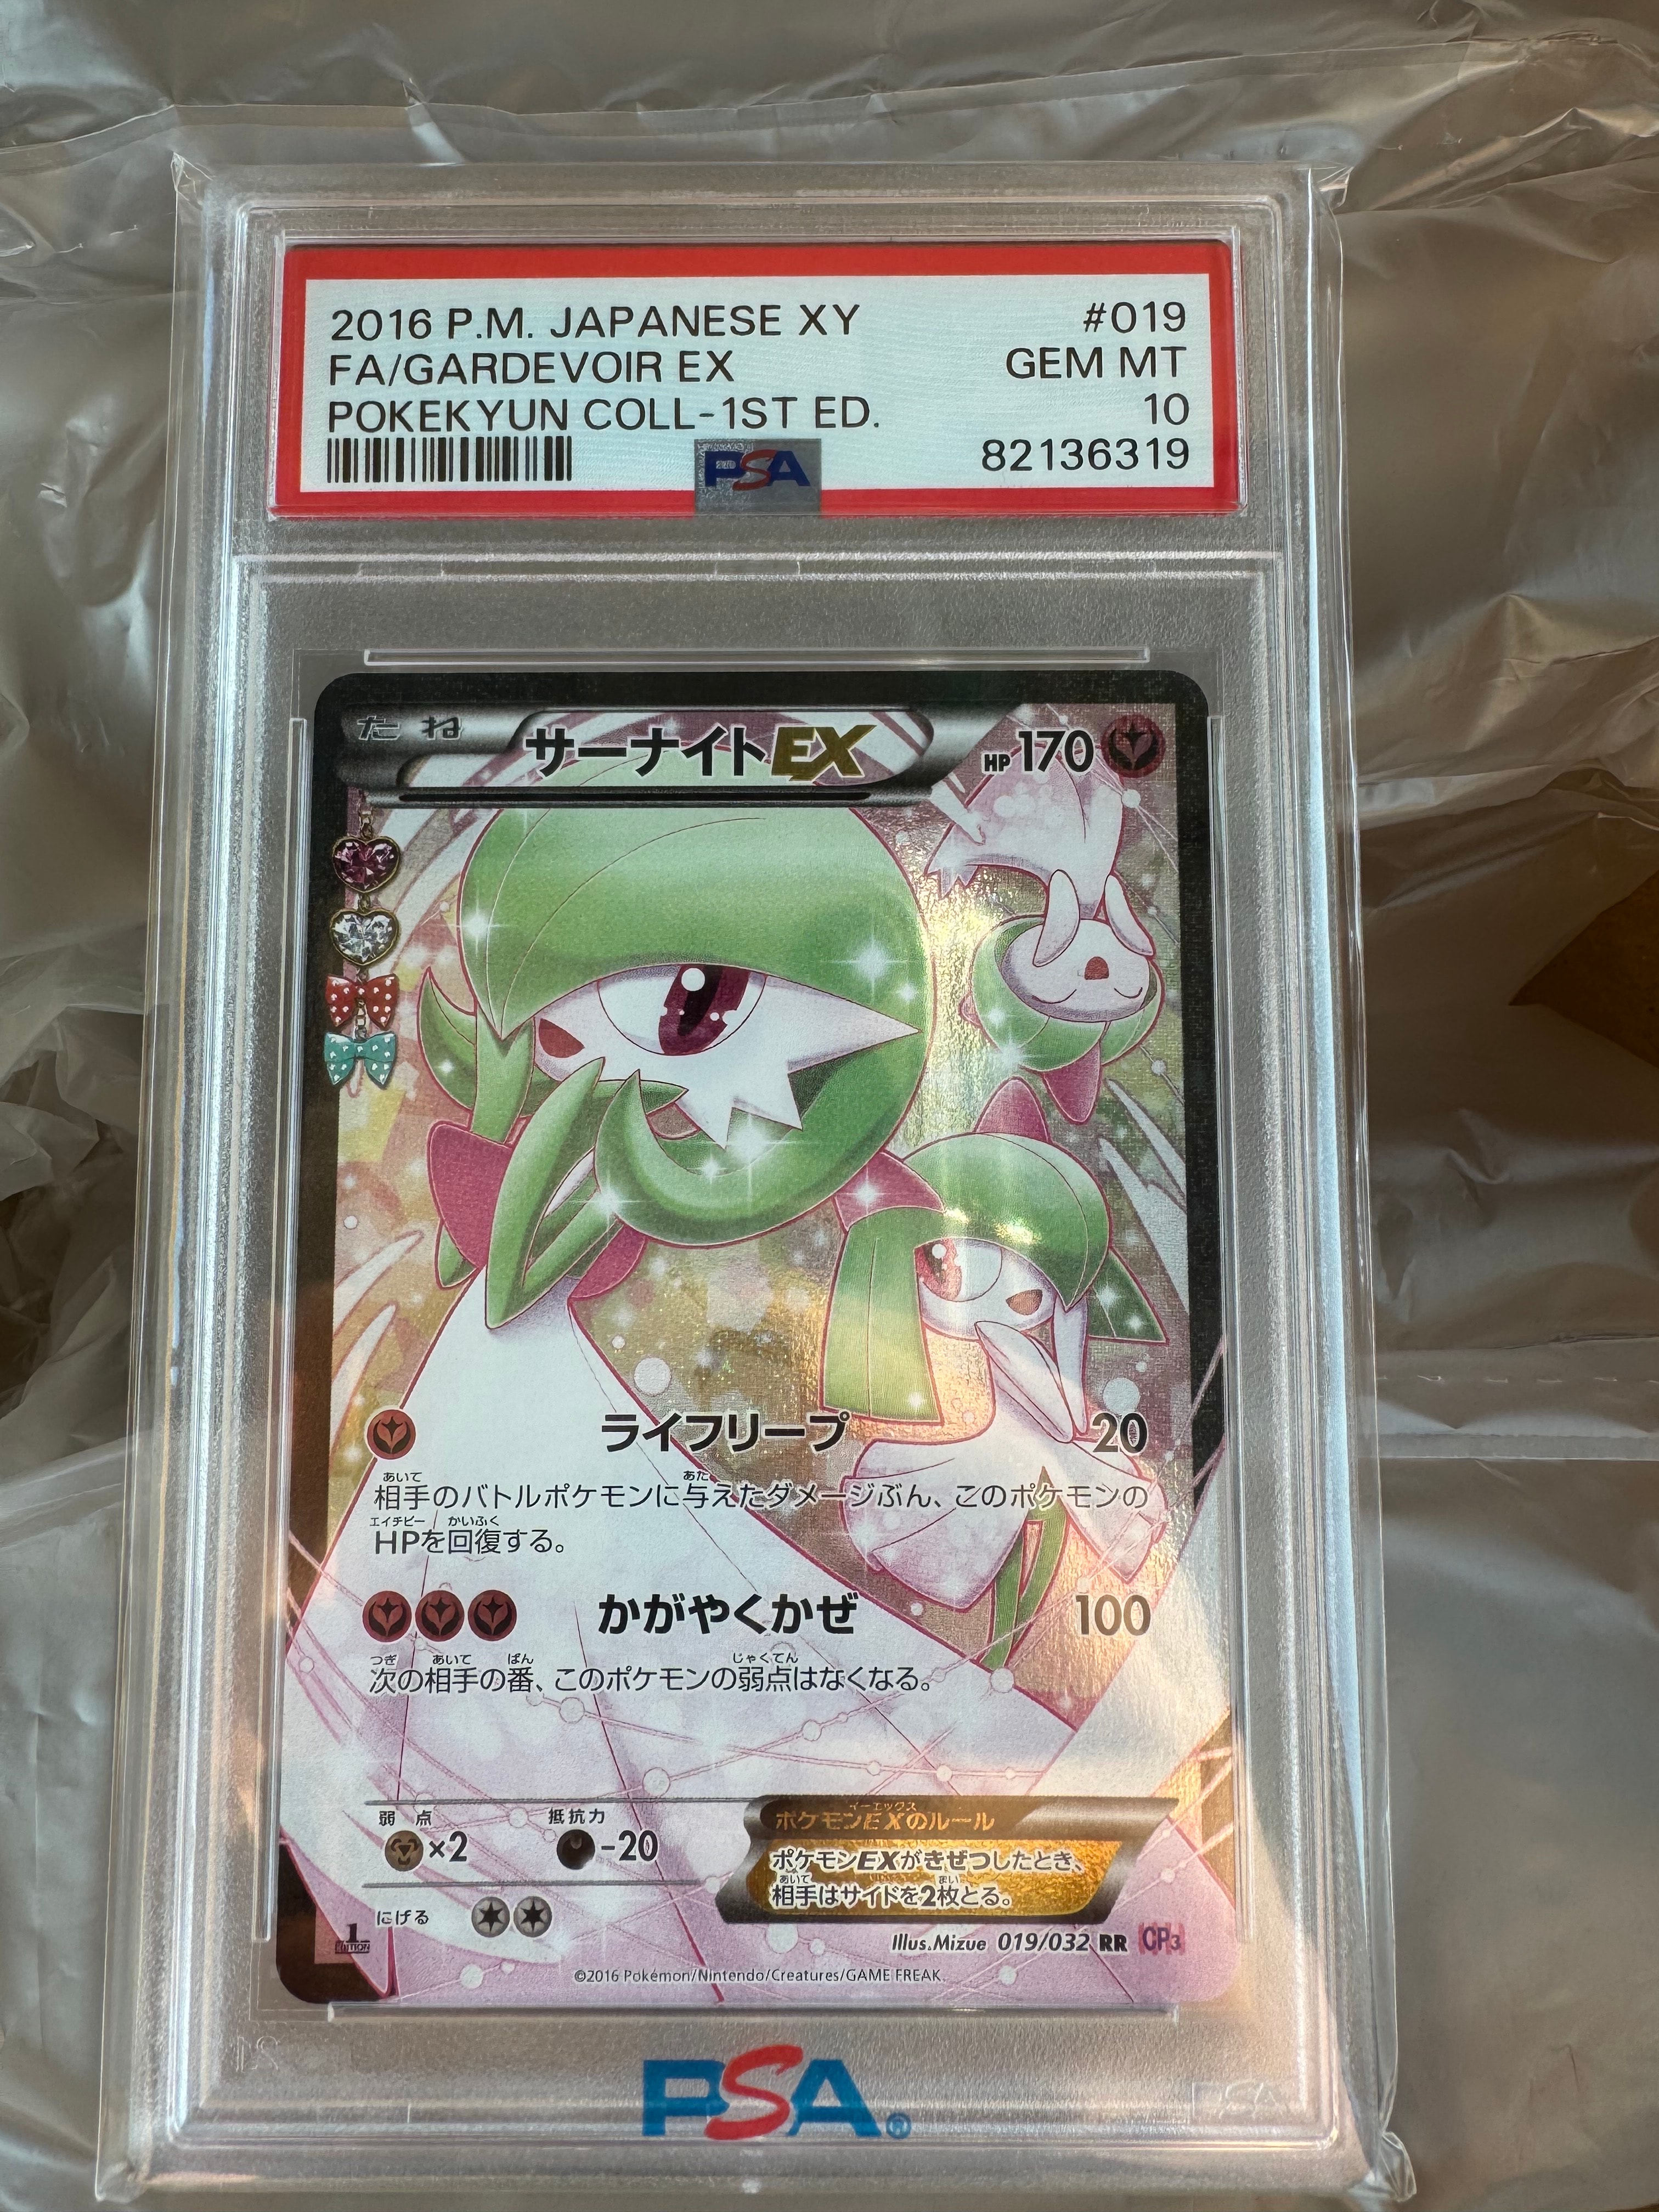 2016 P.M. JAPANESE XY #019
FA/GARDEVOIR EX GEM MT
POKEKYUN COLL-1ST ED. 10
82136319
PSA
たね サーナイトEX HP170
ライフリープ 20
相手のバトルポケモンに与えたダメージぶん、このポケモンの
HPを回復する。
かがやくかぜ 100
次の相手の番、このポケモンの弱点はなくなる。
弱点 抵抗力
×2 -20
ポケモンEXのルール
ポケモンEXがきぜつしたとき、
相手はサイドを2枚とる。
にげる
1 EDITION
Illus.Mizue 019/032 RR CP3
©2016 Pokémon/Nintendo/Creatures/GAME FREAK.
PSA®
PSA